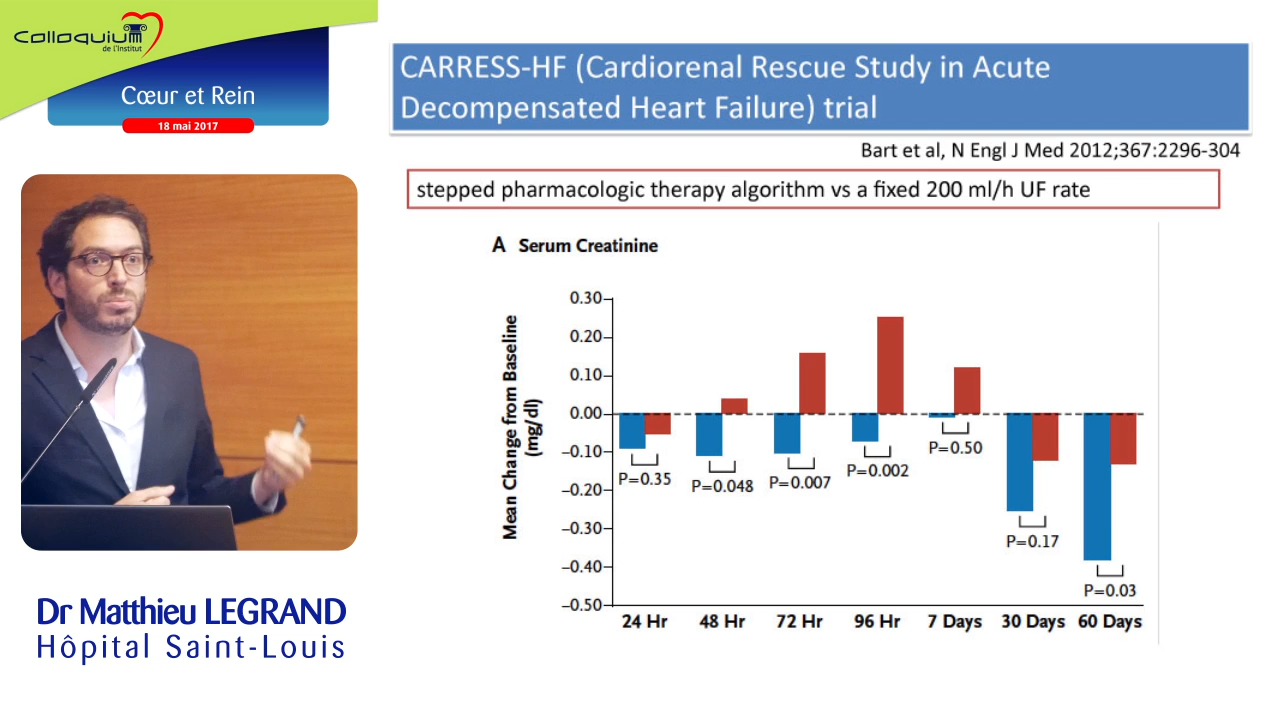 Colloquium
de l'Institut
Cœur et Rein
18 mai 2017
CARRESS-HF (Cardiorenal Rescue Study in Acute
Decompensated Heart Failure) trial
Bart et al, N Engl J Med 2012;367:2296-304
stepped pharmacologic therapy algorithm vs a fixed 200 ml/h UF rate
A Serum Creatinine
Mean Change from Baseline
(mg/dl)
0.30
0.20
0.10
0.00
−0.10
−0.20
−0.30
−0.40
−0.50
P=0.35
P=0.048
P=0.007
P=0.002
P=0.50
P=0.17
P=0.03
24 Hr 48 Hr 72 Hr 96 Hr 7 Days 30 Days 60 Days
Dr Matthieu LEGRAND
Hôpital Saint-Louis